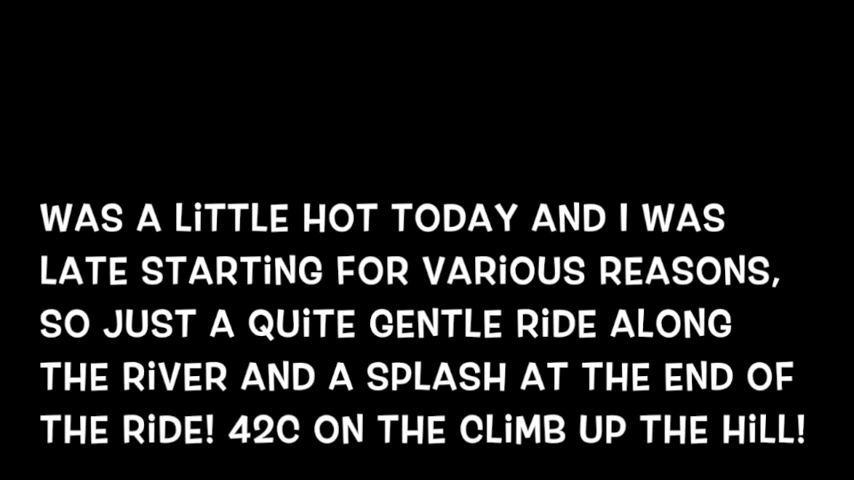 WAS A LiTTLE HOT TODAY AND I WAS
LATE STARTiNG FOR VARiOUS REASONS,
SO JUST A QUiTE GENTLE RiDE ALONG
THE RiVER AND A SPLASH AT THE END OF
THE RiDE! 42C ON THE CLiMB UP THE HiLL!